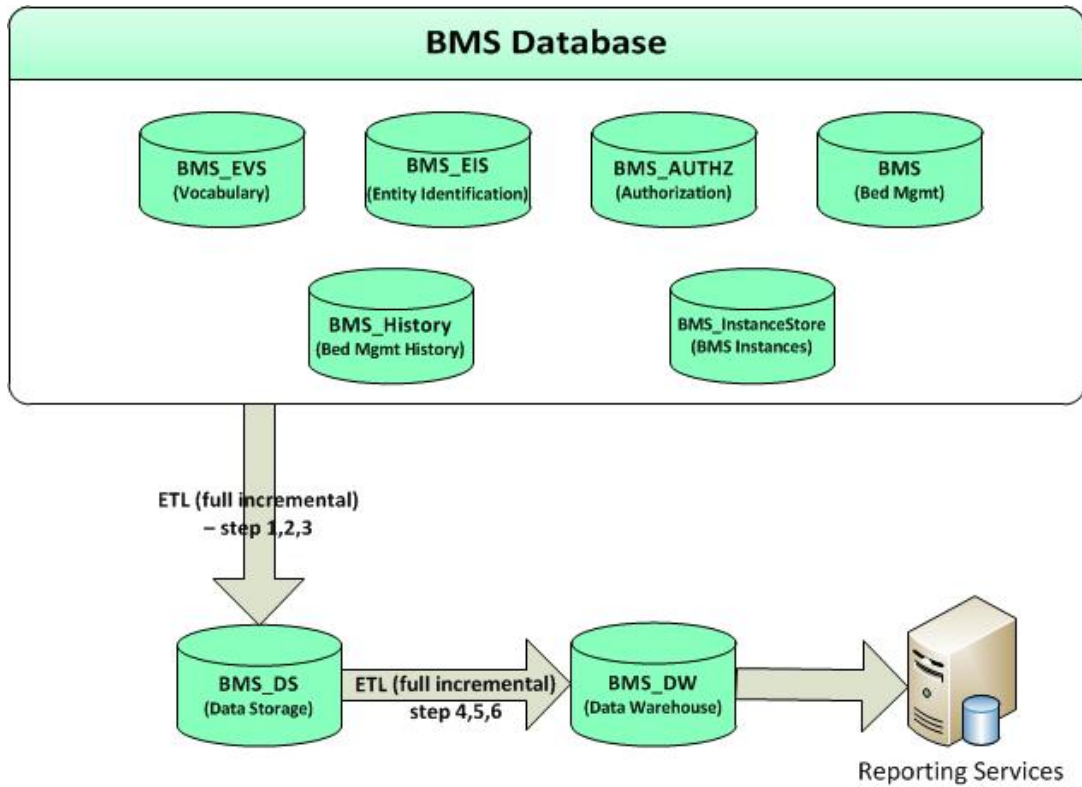 BMS Database
BMS_EVS
(Vocabulary)
BMS_EIS
(Entity Identification)
BMS_AUTHZ
(Authorization)
BMS
(Bed Mgmt)
BMS_History
(Bed Mgmt History)
BMS_InstanceStore
(BMS Instances)
ETL (full incremental)
– step 1,2,3
BMS_DS
(Data Storage)
ETL (full incremental)
step 4,5,6
BMS_DW
(Data Warehouse)
Reporting Services